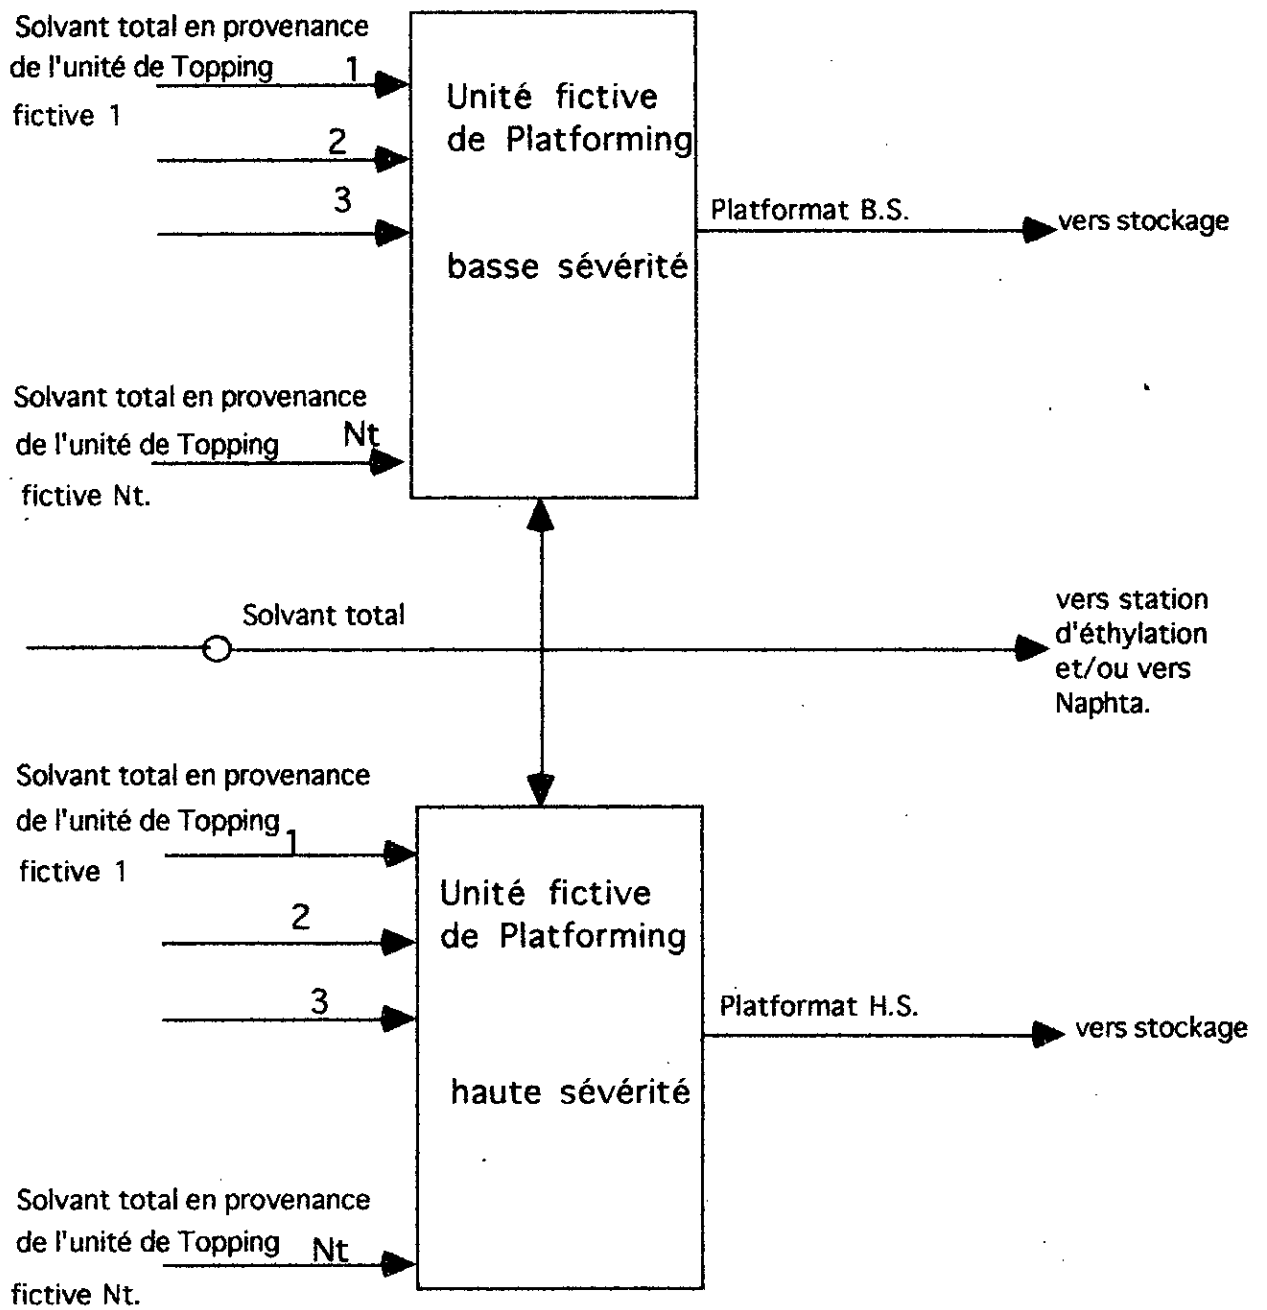 Solvant total en provenance
de l'unité de Topping
fictive 1
1
2
3
Unité fictive
de Platforming
basse sévérité
Platformat B.S.
vers stockage
Solvant total en provenance
de l'unité de Topping
fictive Nt.
Nt
Solvant total
vers station
d'éthylation
et/ou vers
Naphta.
Solvant total en provenance
de l'unité de Topping
fictive 1
1
2
3
Unité fictive
de Platforming
haute sévérité
Platformat H.S.
vers stockage
Solvant total en provenance
de l'unité de Topping
fictive Nt.
Nt